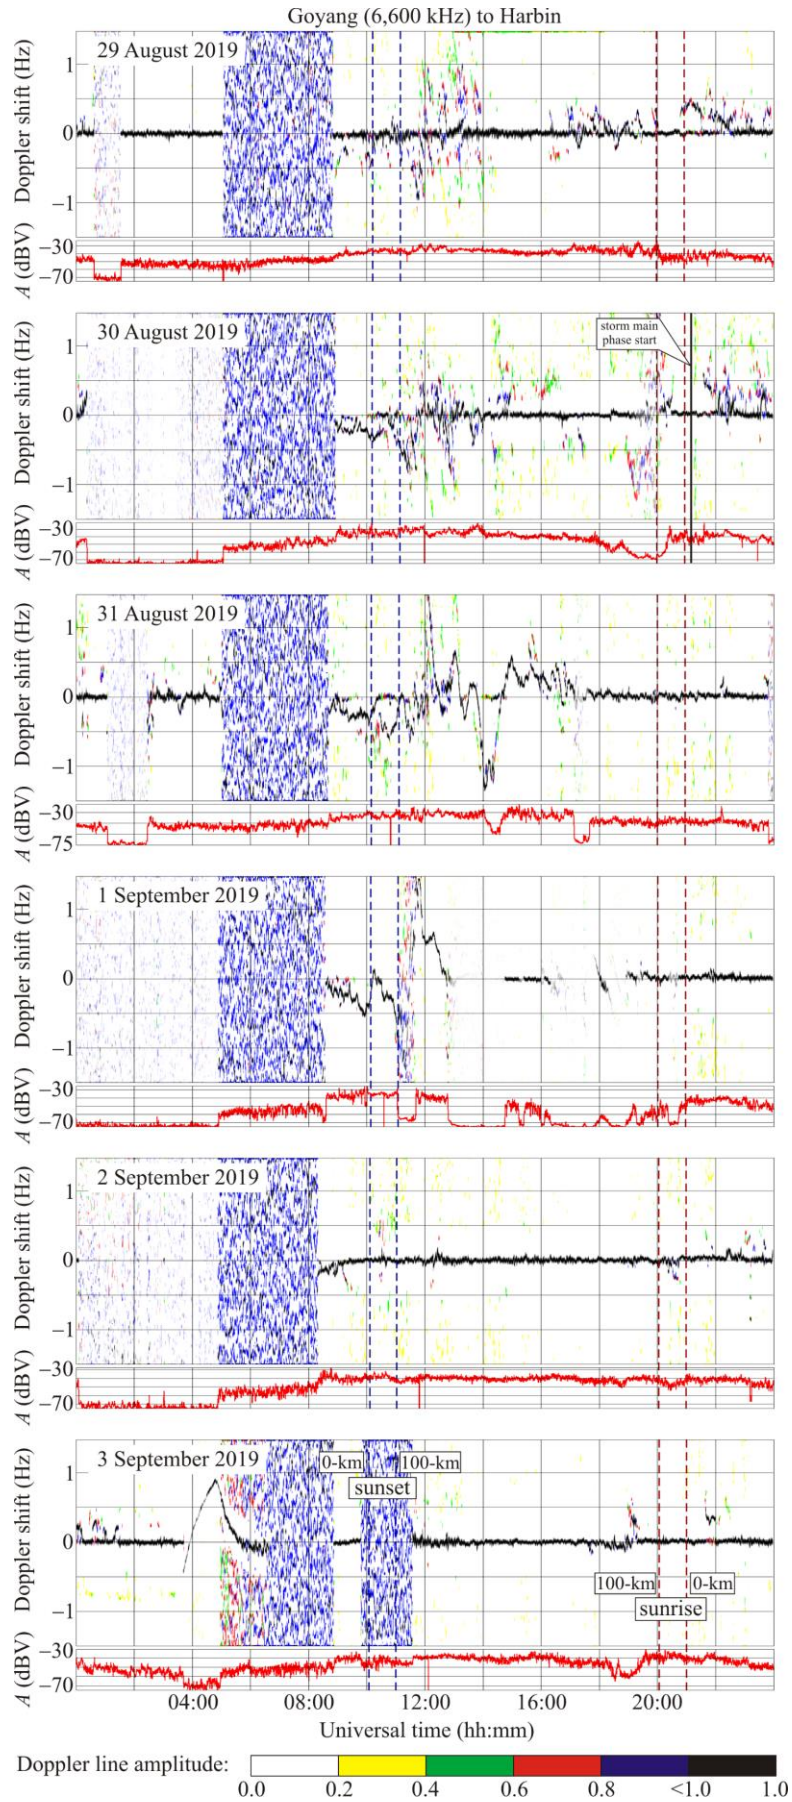 Goyang (6,600 kHz) to Harbin
29 August 2019
Doppler shift (Hz)
1
0
−1
A (dBV)
−30
−70
30 August 2019
storm main
phase start
Doppler shift (Hz)
1
0
−1
A (dBV)
−30
−70
31 August 2019
Doppler shift (Hz)
1
0
−1
A (dBV)
−30
−75
1 September 2019
Doppler shift (Hz)
1
0
−1
A (dBV)
−30
−70
2 September 2019
Doppler shift (Hz)
1
0
−1
A (dBV)
−30
−70
3 September 2019
0-km
100-km
sunset
Doppler shift (Hz)
1
0
−1
100-km
0-km
sunrise
A (dBV)
−30
−70
04:00 08:00 12:00 16:00 20:00
Universal time (hh:mm)
Doppler line amplitude:
0.0 0.2 0.4 0.6 0.8 <1.0 1.0